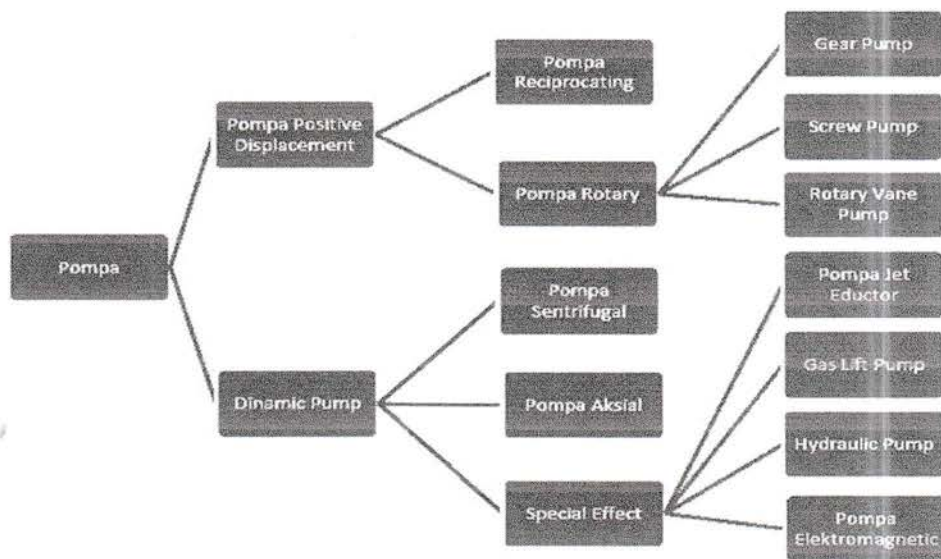 Pompa
Pompa Positive
Displacement
Dinamic Pump
Pompa
Reciprocating
Pompa Rotary
Pompa
Sentrifugal
Pompa Aksial
Special Effect
Gear Pump
Screw Pump
Rotary Vane
Pump
Pompa Jet
Eductor
Gas Lift Pump
Hydraulic Pump
Pompa
Elektromagnetic